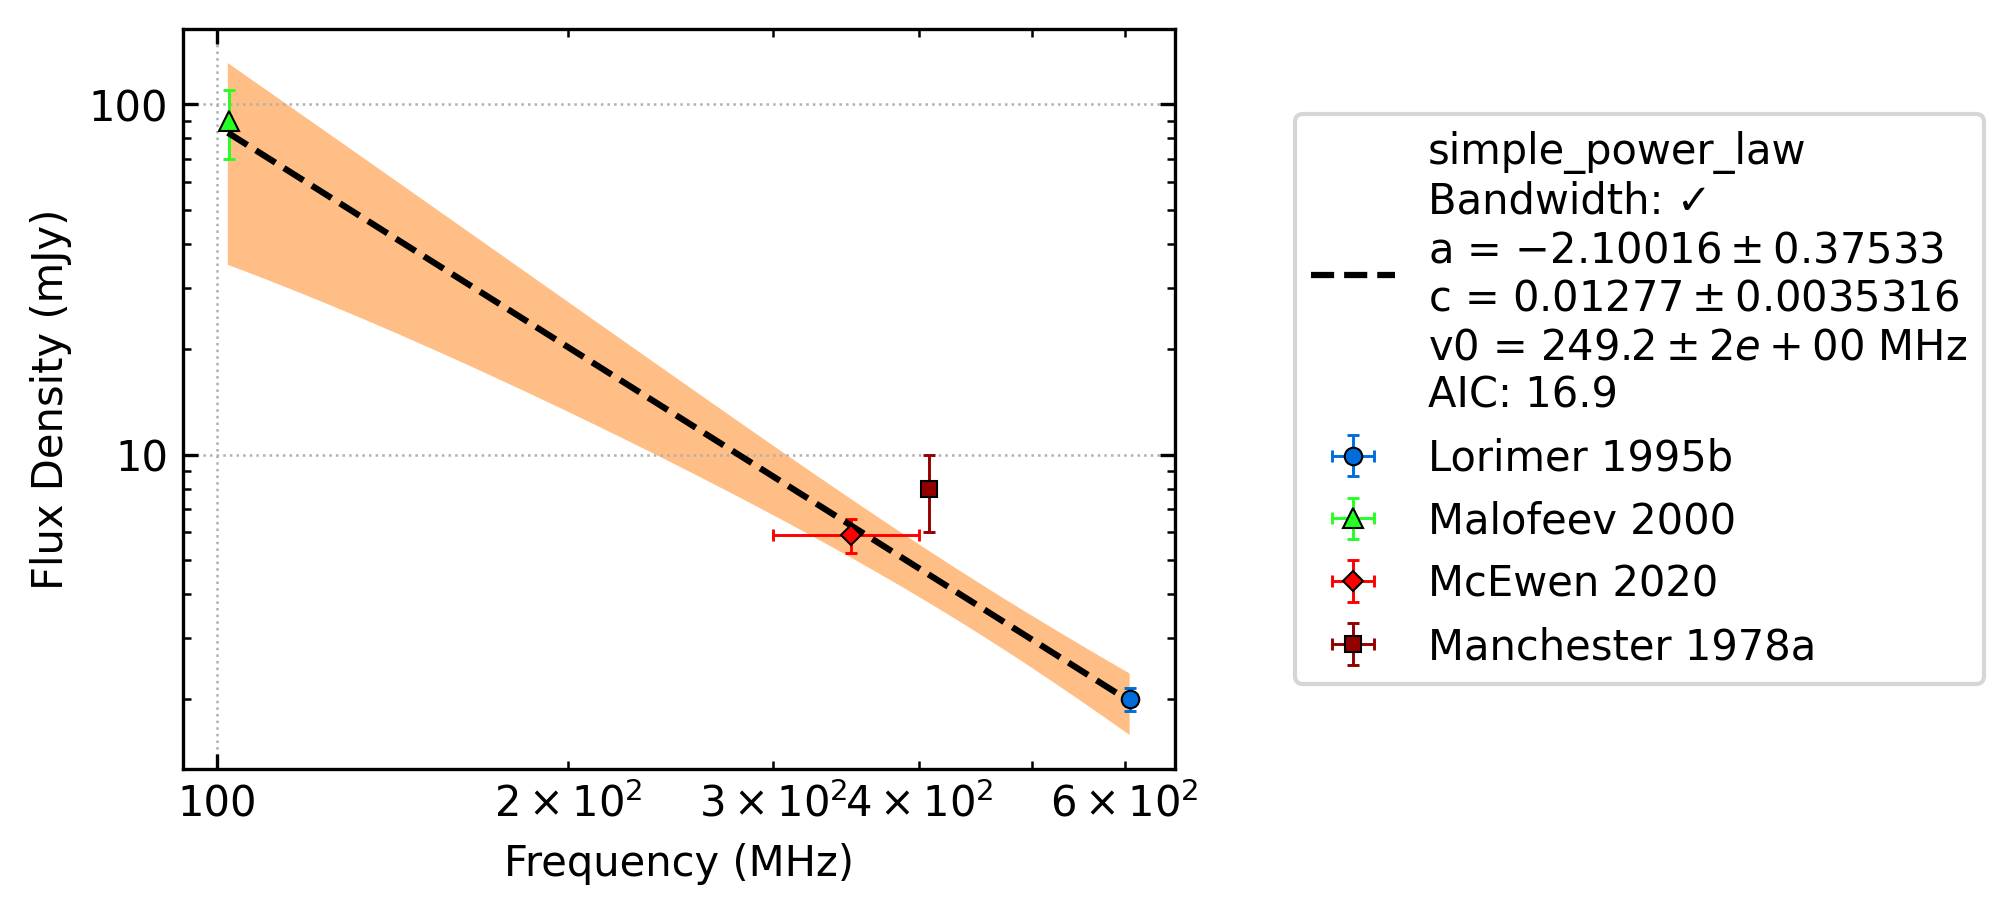 100
10
Flux Density (mJy)
100
2 × 10²
3 × 10²
4 × 10²
6 × 10²
Frequency (MHz)
simple_power_law
Bandwidth: ✓
a = −2.10016 ± 0.37533
c = 0.01277 ± 0.0035316
v0 = 249.2 ± 2e + 00 MHz
AIC: 16.9
Lorimer 1995b
Malofeev 2000
McEwen 2020
Manchester 1978a